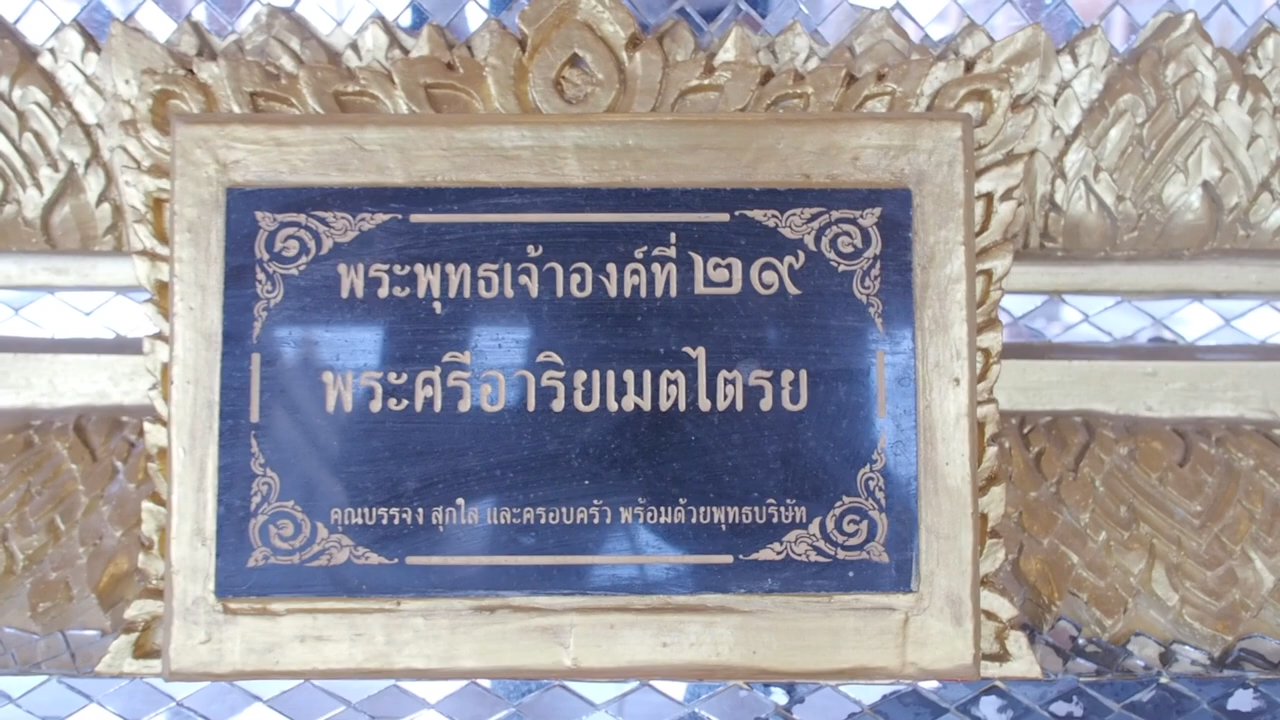 พระพุทธเจ้าองค์ที่ ๒๙
พระศรีอาริยเมตไตรย
คุณบรรจง สุกใส และครอบครัว พร้อมด้วยพุทธบริษัท